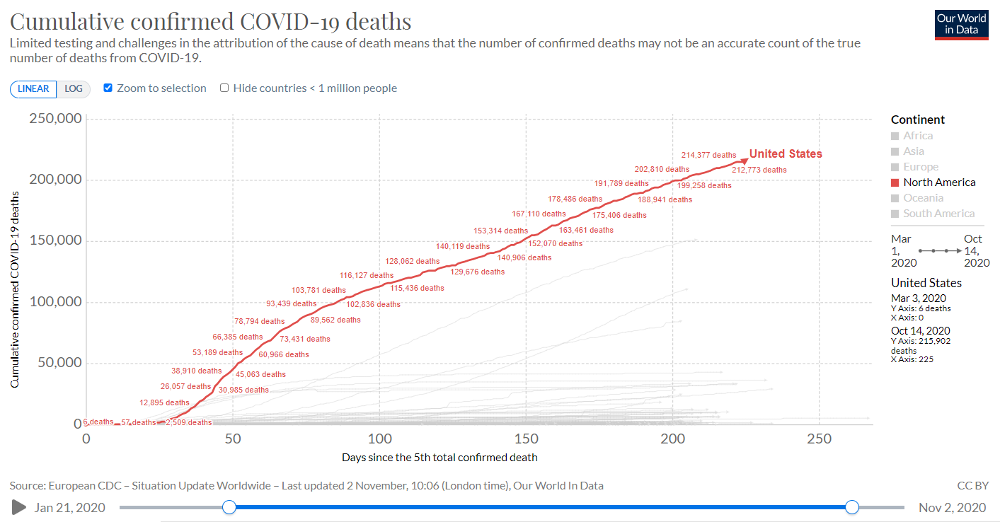 Cumulative confirmed COVID-19 deaths
Our World
in Data
Limited testing and challenges in the attribution of the cause of death means that the number of confirmed deaths may not be an accurate count of the true
number of deaths from COVID-19.
LINEAR LOG Zoom to selection Hide countries < 1 million people
250,000
200,000
150,000
100,000
50,000
0
Cumulative confirmed COVID-19 deaths
United States
214,377 deaths
212,773 deaths
202,810 deaths
199,258 deaths
191,789 deaths
188,941 deaths
178,486 deaths
175,406 deaths
167,110 deaths
163,461 deaths
153,314 deaths
152,070 deaths
140,119 deaths
140,906 deaths
128,062 deaths
129,676 deaths
116,127 deaths
115,436 deaths
103,781 deaths
102,836 deaths
93,439 deaths
89,562 deaths
78,794 deaths
73,431 deaths
66,385 deaths
60,966 deaths
53,189 deaths
45,063 deaths
38,910 deaths
30,985 deaths
26,057 deaths
12,895 deaths
6 deaths
57 deaths
2,509 deaths
0 50 100 150 200 250
Days since the 5th total confirmed death
Continent
Africa
Asia
Europe
North America
Oceania
South America
Mar
1,
2020
Oct
14,
2020
United States
Mar 3, 2020
Y Axis: 6 deaths
X Axis: 0
Oct 14, 2020
Y Axis: 215,902
deaths
X Axis: 225
Source: European CDC – Situation Update Worldwide – Last updated 2 November, 10:06 (London time), Our World In Data
CC BY
Jan 21, 2020
Nov 2, 2020